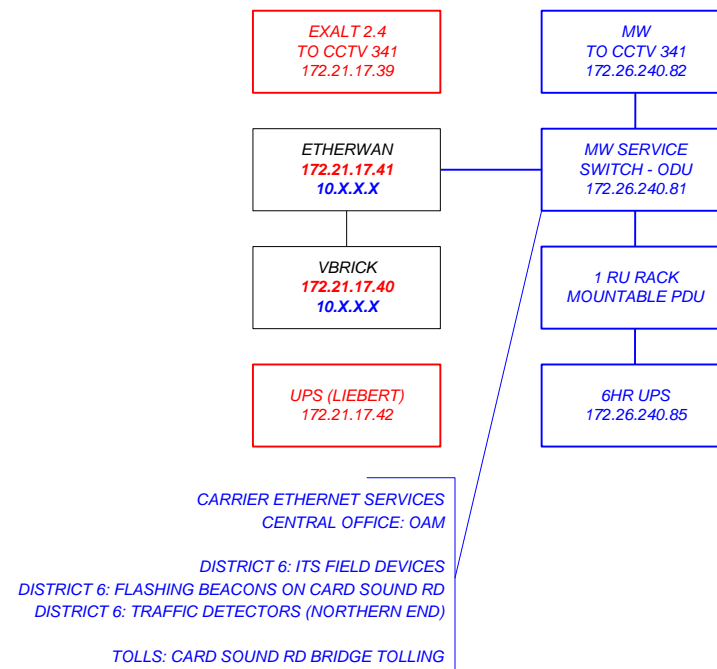 EXALT 2.4
TO CCTV 341
172.21.17.39
MW
TO CCTV 341
172.26.240.82
ETHERWAN
172.21.17.41
10.X.X.X
MW SERVICE
SWITCH - ODU
172.26.240.81
VBRICK
172.21.17.40
10.X.X.X
1 RU RACK
MOUNTABLE PDU
UPS (LIEBERT)
172.21.17.42
6HR UPS
172.26.240.85
CARRIER ETHERNET SERVICES
CENTRAL OFFICE: OAM
DISTRICT 6: ITS FIELD DEVICES
DISTRICT 6: FLASHING BEACONS ON CARD SOUND RD
DISTRICT 6: TRAFFIC DETECTORS (NORTHERN END)
TOLLS: CARD SOUND RD BRIDGE TOLLING